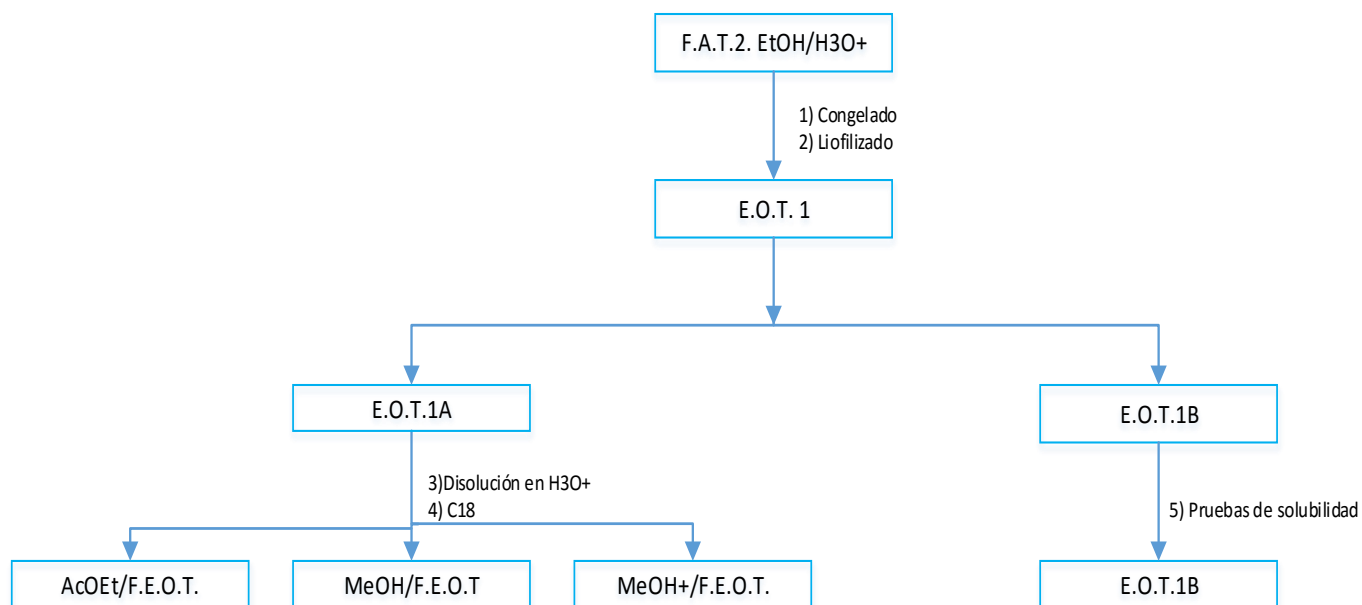 F.A.T.2. EtOH/H3O+
1) Congelado
2) Liofilizado
E.O.T. 1
E.O.T.1A
E.O.T.1B
3)Disolución en H3O+
4) C18
5) Pruebas de solubilidad
AcOEt/F.E.O.T.
MeOH/F.E.O.T
MeOH+/F.E.O.T.
E.O.T.1B